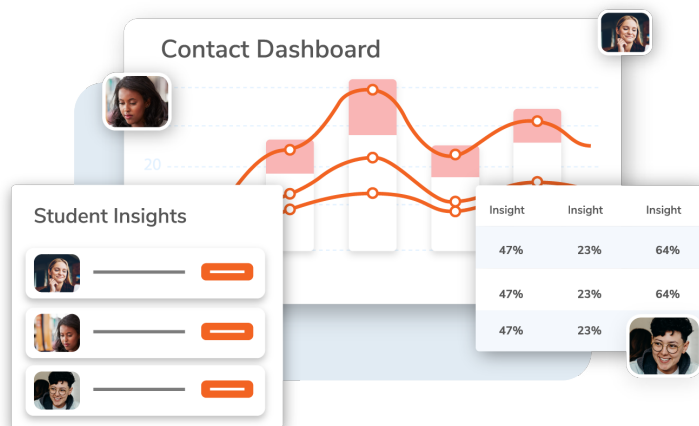 Contact Dashboard
20
Student Insights
Insight Insight Insight
47% 23% 64%
47% 23% 64%
47% 23%